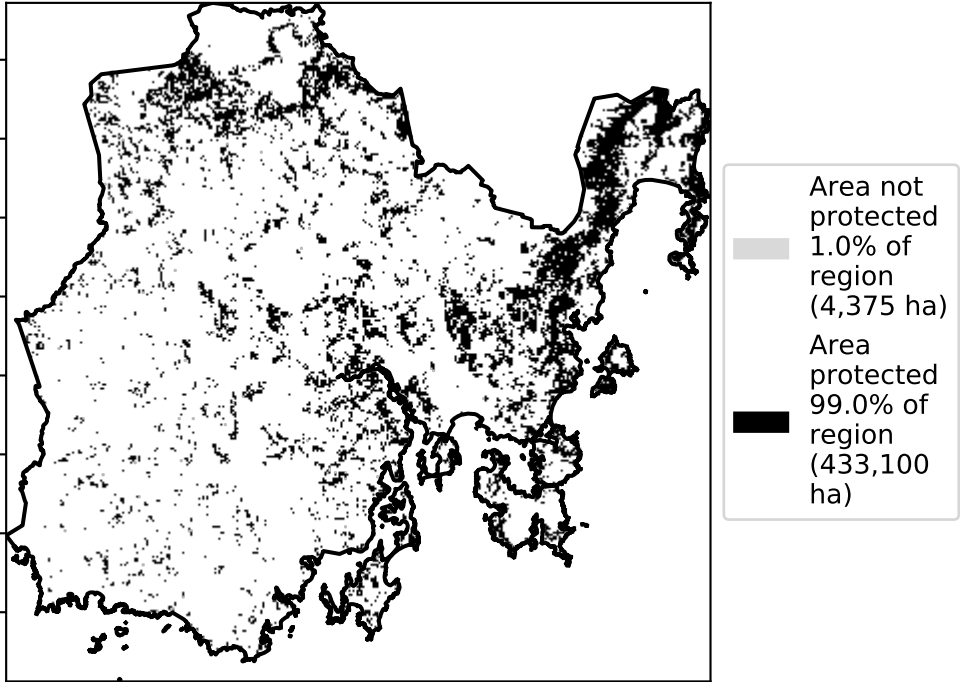 Area not
protected
1.0% of
region
(4,375 ha)
Area
protected
99.0% of
region
(433,100
ha)